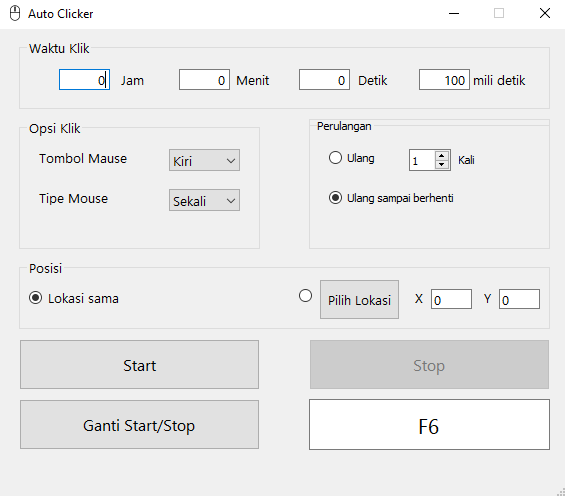 Auto Clicker
Waktu Klik
0 Jam 0 Menit 0 Detik 100 mili detik
Opsi Klik
Tombol Mause Kiri
Tipe Mouse Sekali
Perulangan
Ulang 1 Kali
Ulang sampai berhenti
Posisi
Lokasi sama Pilih Lokasi X 0 Y 0
Start Stop
Ganti Start/Stop F6